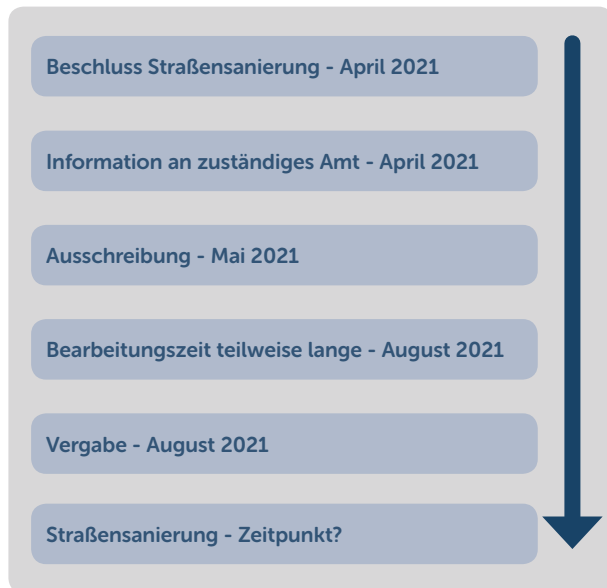 Beschluss Straßensanierung - April 2021
Information an zuständiges Amt - April 2021
Ausschreibung - Mai 2021
Bearbeitungszeit teilweise lange - August 2021
Vergabe - August 2021
Straßensanierung - Zeitpunkt?